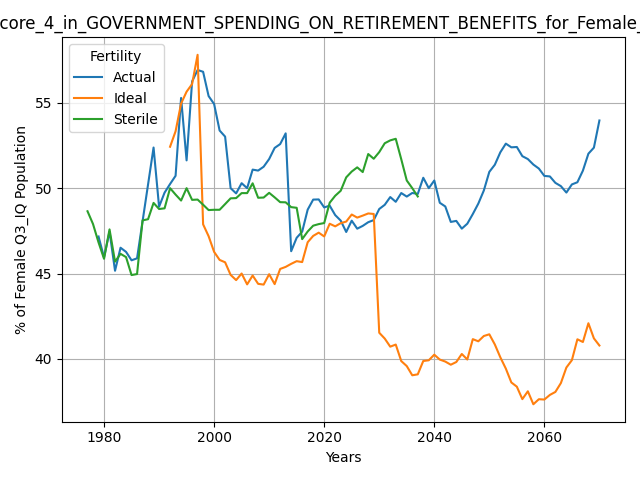 core_4_in_GOVERNMENT_SPENDING_ON_RETIREMENT_BENEFITS_for_Female_
Fertility
Actual
Ideal
Sterile
% of Female Q3_IQ Population
55
50
45
40
1980 2000 2020 2040 2060
Years